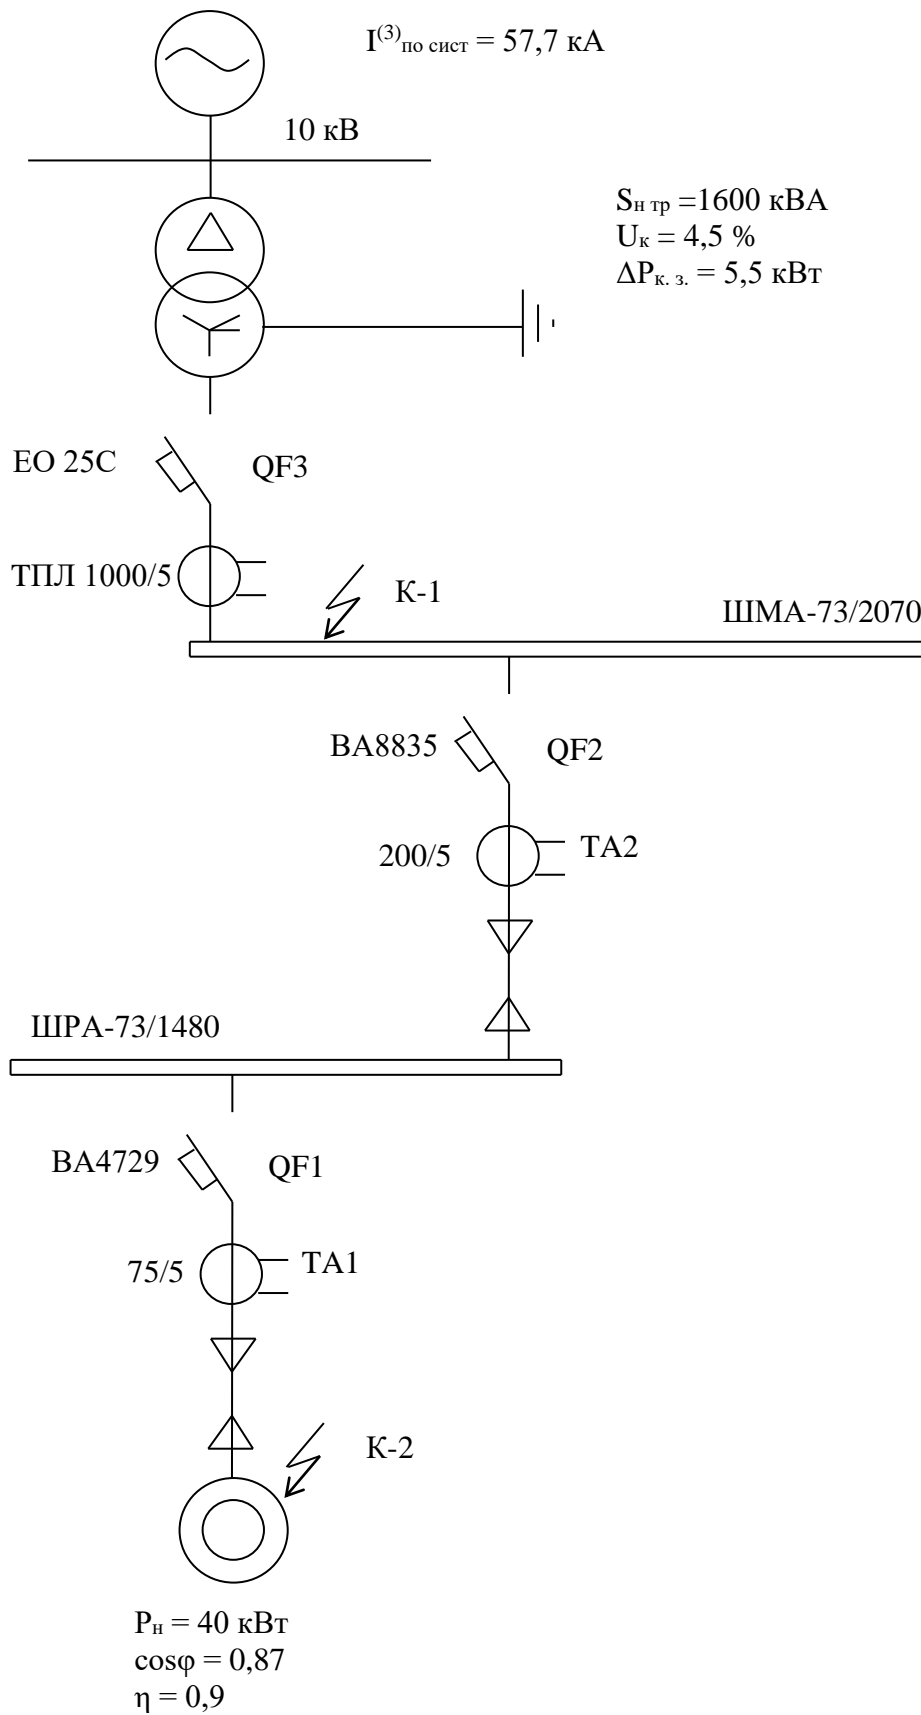 I⁽³⁾по сист = 57,7 кА
10 кВ
Sн тр =1600 кВА
Uк = 4,5 %
ΔPк. з. = 5,5 кВт
ЕО 25С
QF3
ТПЛ 1000/5
К-1
ШМА-73/2070
ВА8835
QF2
200/5
ТА2
ШРА-73/1480
ВА4729
QF1
75/5
ТА1
К-2
Pн = 40 кВт
cosφ = 0,87
η = 0,9